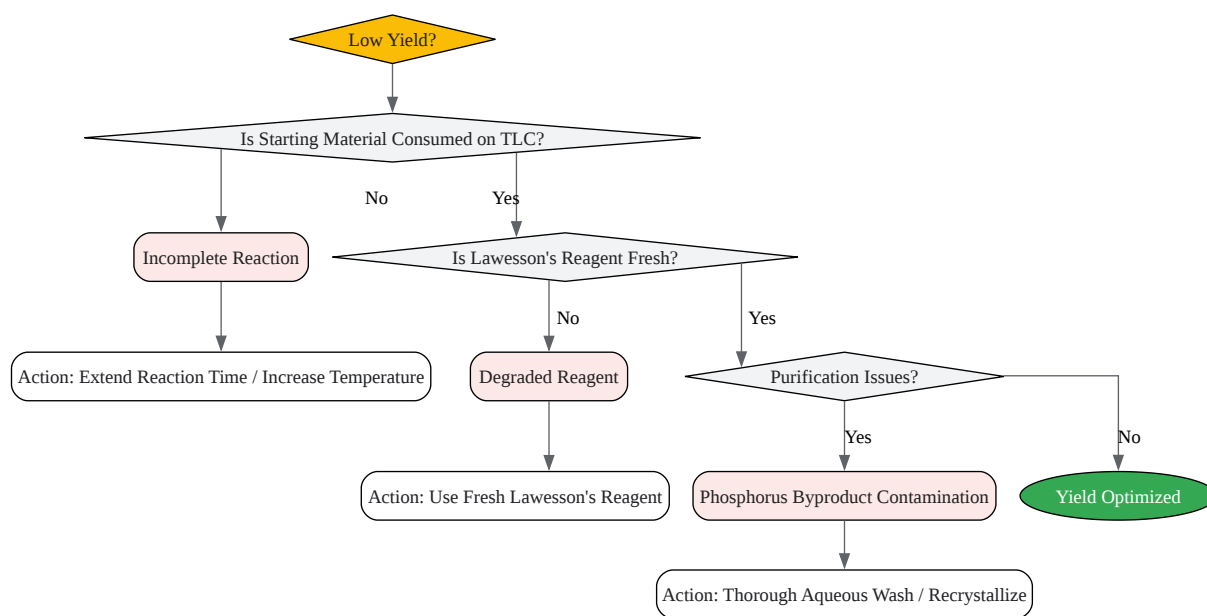 Low Yield?
Is Starting Material Consumed on TLC?
No
Yes
Incomplete Reaction
Is Lawesson's Reagent Fresh?
No
Yes
Action: Extend Reaction Time / Increase Temperature
Degraded Reagent
Purification Issues?
Yes
No
Action: Use Fresh Lawesson's Reagent
Phosphorus Byproduct Contamination
Yield Optimized
Action: Thorough Aqueous Wash / Recrystallize